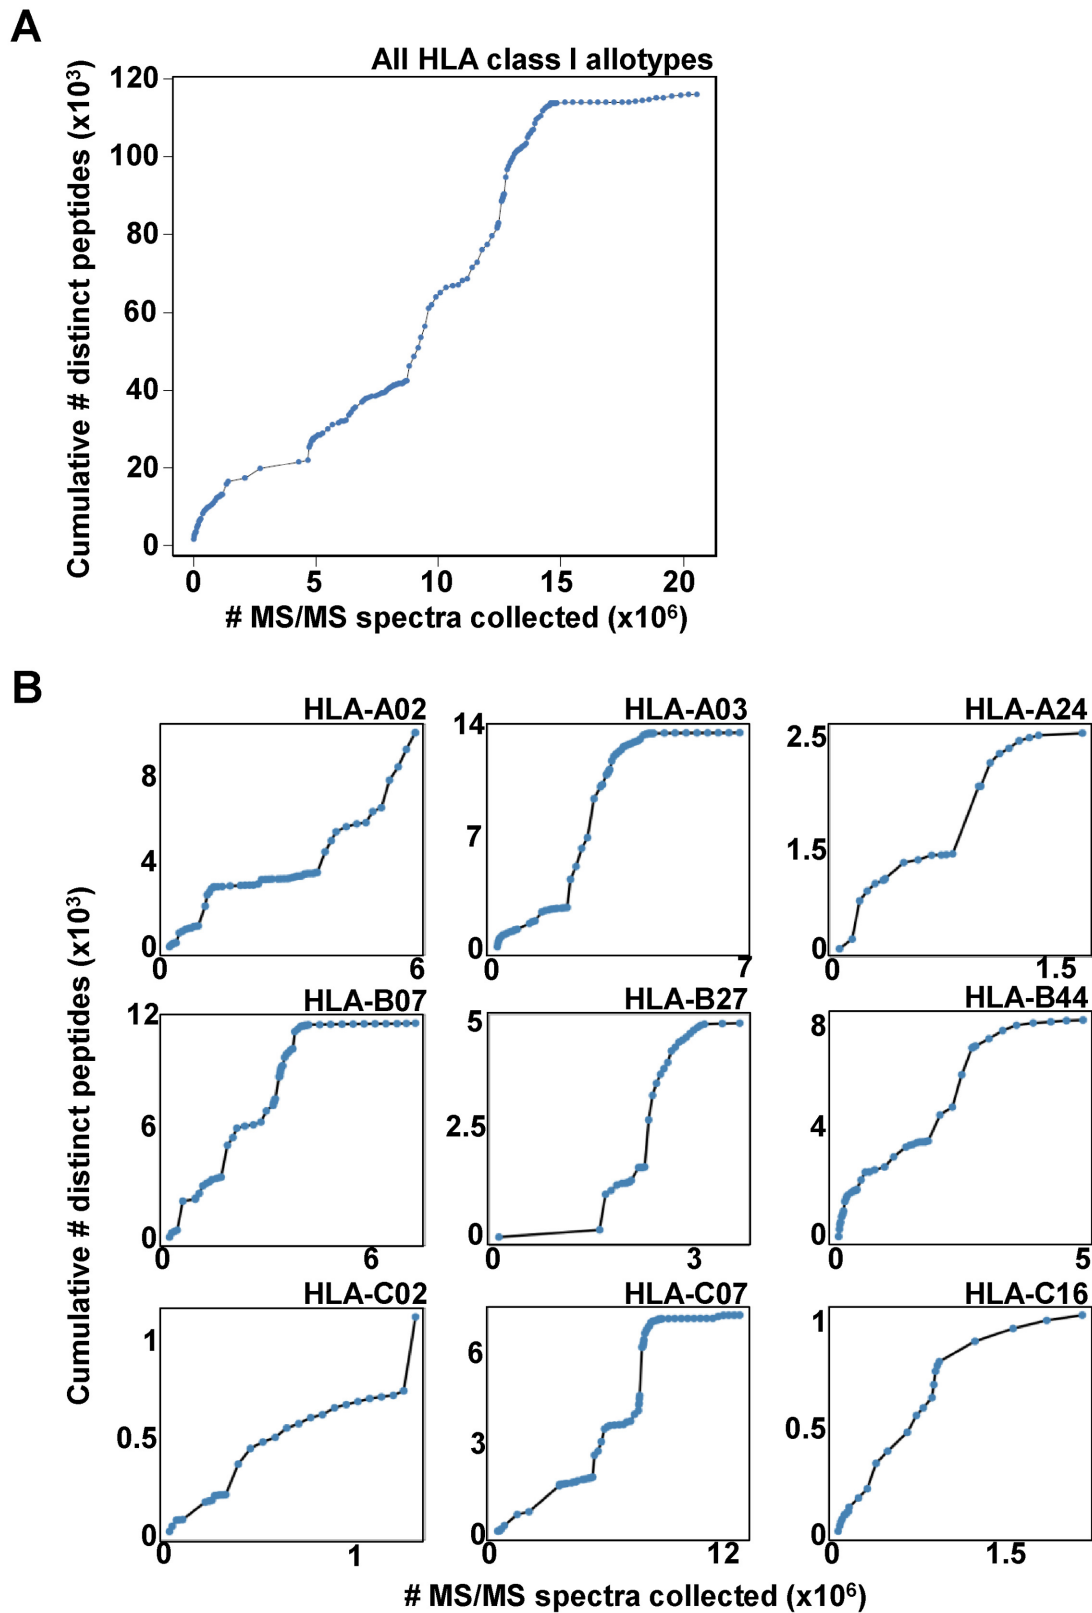 A
All HLA class I allotypes
Cumulative # distinct peptides (x10³)
120
100
80
60
40
20
0
0 5 10 15 20
# MS/MS spectra collected (x10⁶)
B
Cumulative # distinct peptides (x10³)
HLA-A02
8
4
0
0 6
HLA-A03
14
7
0
0 7
HLA-A24
2.5
1.5
0
0 1.5
HLA-B07
12
6
0
0 6
HLA-B27
5
2.5
0
0 3
HLA-B44
8
4
0
0 5
HLA-C02
1
0.5
0
0 1
HLA-C07
6
3
0
0 12
HLA-C16
1
0.5
0
0 1.5
# MS/MS spectra collected (x10⁶)